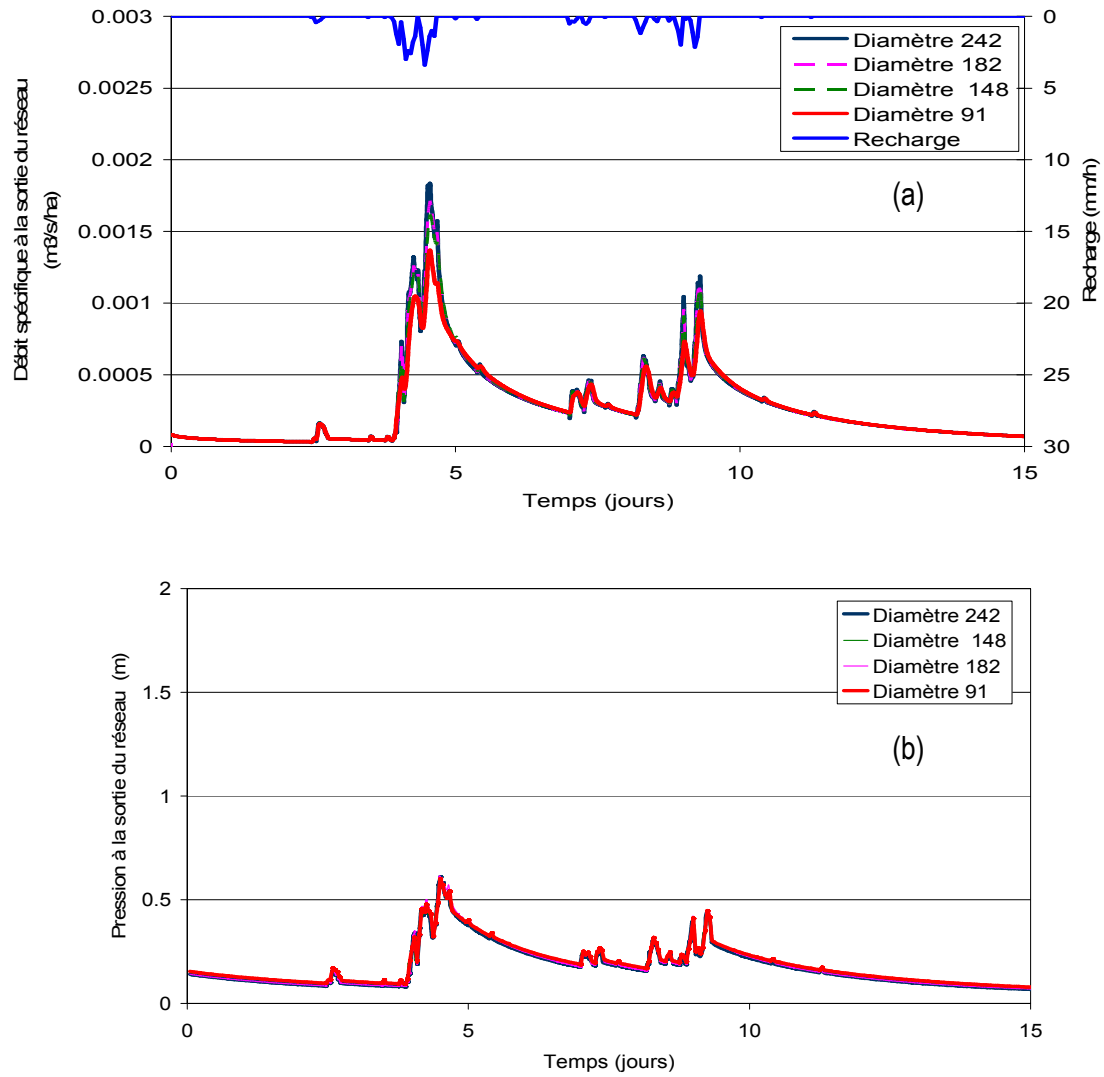 0.003
0.0025
0.002
0.0015
0.001
0.0005
0
Débit spécifique à la sortie du réseau
(m3/s/ha)
Diamètre 242
Diamètre 182
Diamètre 148
Diamètre 91
Recharge
(a)
0
5
10
15
20
25
30
Recharge (mm/h)
0
5
10
15
Temps (jours)
2
1.5
1
0.5
0
Pression à la sortie du réseau (m)
Diamètre 242
Diamètre 148
Diamètre 182
Diamètre 91
(b)
0
5
10
15
Temps (jours)